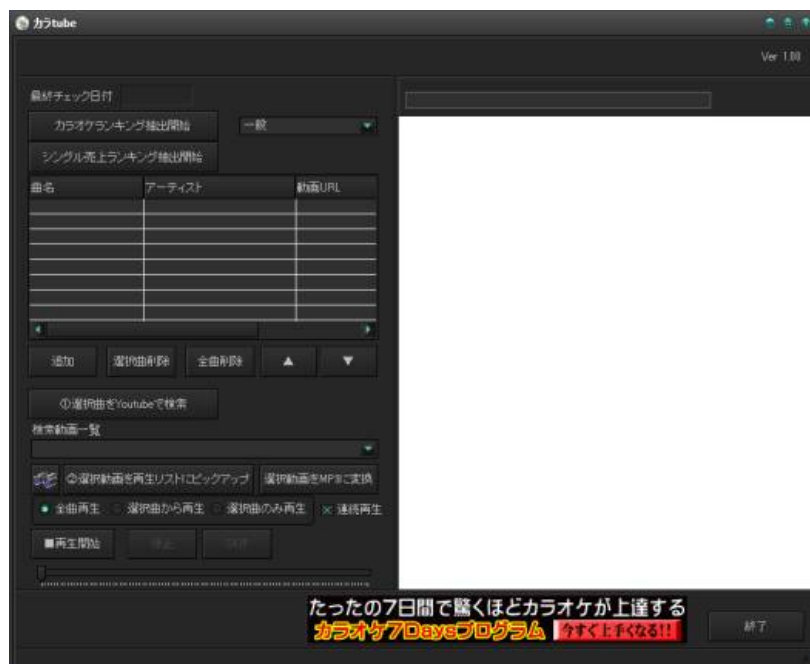 カラtube
Ver 1.00
最終チェック日付
カラオケランキング抽出開始
一般
シングル売上ランキング抽出開始
曲名 アーティスト 動画URL
追加 選択曲削除 全曲削除 ▲ ▼
①選択曲をYoutubeで検索
検索動画一覧
②選択動画を再生リストにピックアップ 選択動画をMP3に変換
全曲再生 選択曲から再生 選択曲のみ再生 連続再生
■再生開始 停止
たったの7日間で驚くほどカラオケが上達する
カラオケ7Daysプログラム 今すぐ上手くなる!!
終了